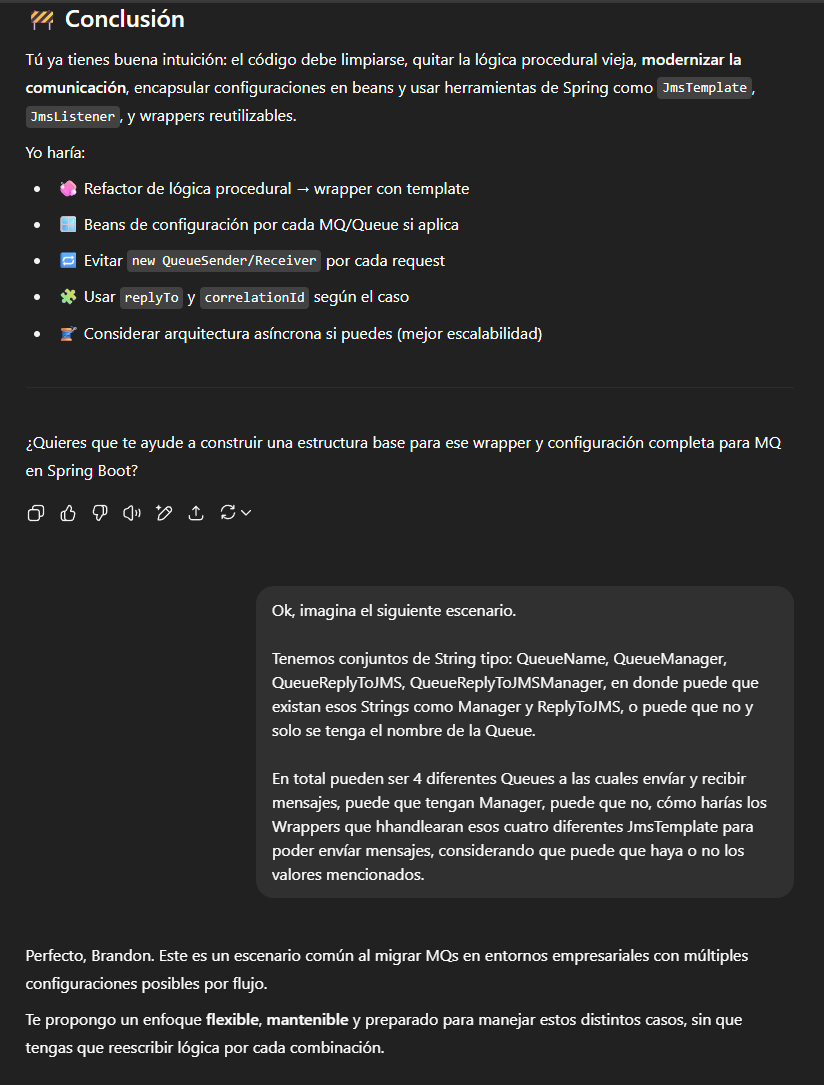 🚧 Conclusión
Tú ya tienes buena intuición: el código debe limpiarse, quitar la lógica procedural vieja, modernizar la
comunicación, encapsular configuraciones en beans y usar herramientas de Spring como JmsTemplate,
JmsListener, y wrappers reutilizables.
Yo haría:
• Refactor de lógica procedural → wrapper con template
• Beans de configuración por cada MQ/Queue si aplica
• Evitar new QueueSender/Receiver por cada request
• Usar replyTo y correlationId según el caso
• Considerar arquitectura asíncrona si puedes (mejor escalabilidad)
¿Quieres que te ayude a construir una estructura base para ese wrapper y configuración completa para MQ
en Spring Boot?
Ok, imagina el siguiente escenario.
Tenemos conjuntos de String tipo: QueueName, QueueManager,
QueueReplyToJMS, QueueReplyToJMSManager, en donde puede que
existan esos Strings como Manager y ReplyToJMS, o puede que no y
solo se tenga el nombre de la Queue.
En total pueden ser 4 diferentes Queues a las cuales envíar y recibir
mensajes, puede que tengan Manager, puede que no, cómo harías los
Wrappers que hhandlearan esos cuatro diferentes JmsTemplate para
poder envíar mensajes, considerando que puede que haya o no los
valores mencionados.
Perfecto, Brandon. Este es un escenario común al migrar MQs en entornos empresariales con múltiples
configuraciones posibles por flujo.
Te propongo un enfoque flexible, mantenible y preparado para manejar estos distintos casos, sin que
tengas que reescribir lógica por cada combinación.